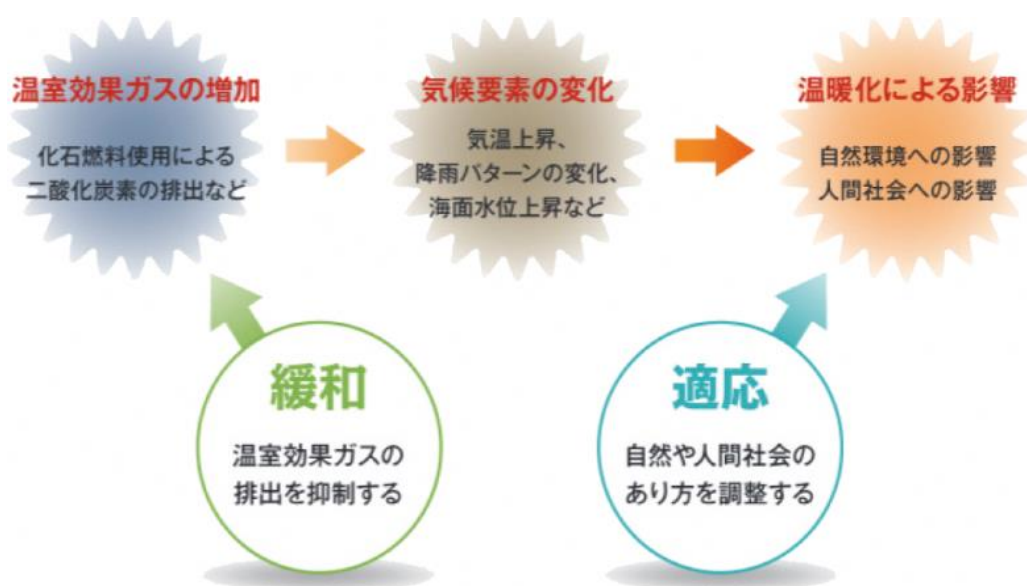 温室効果ガスの増加
化石燃料使用による
二酸化炭素の排出など
気候要素の変化
気温上昇、
降雨パターンの変化、
海面水位上昇など
温暖化による影響
自然環境への影響
人間社会への影響
緩和
温室効果ガスの
排出を抑制する
適応
自然や人間社会の
あり方を調整する